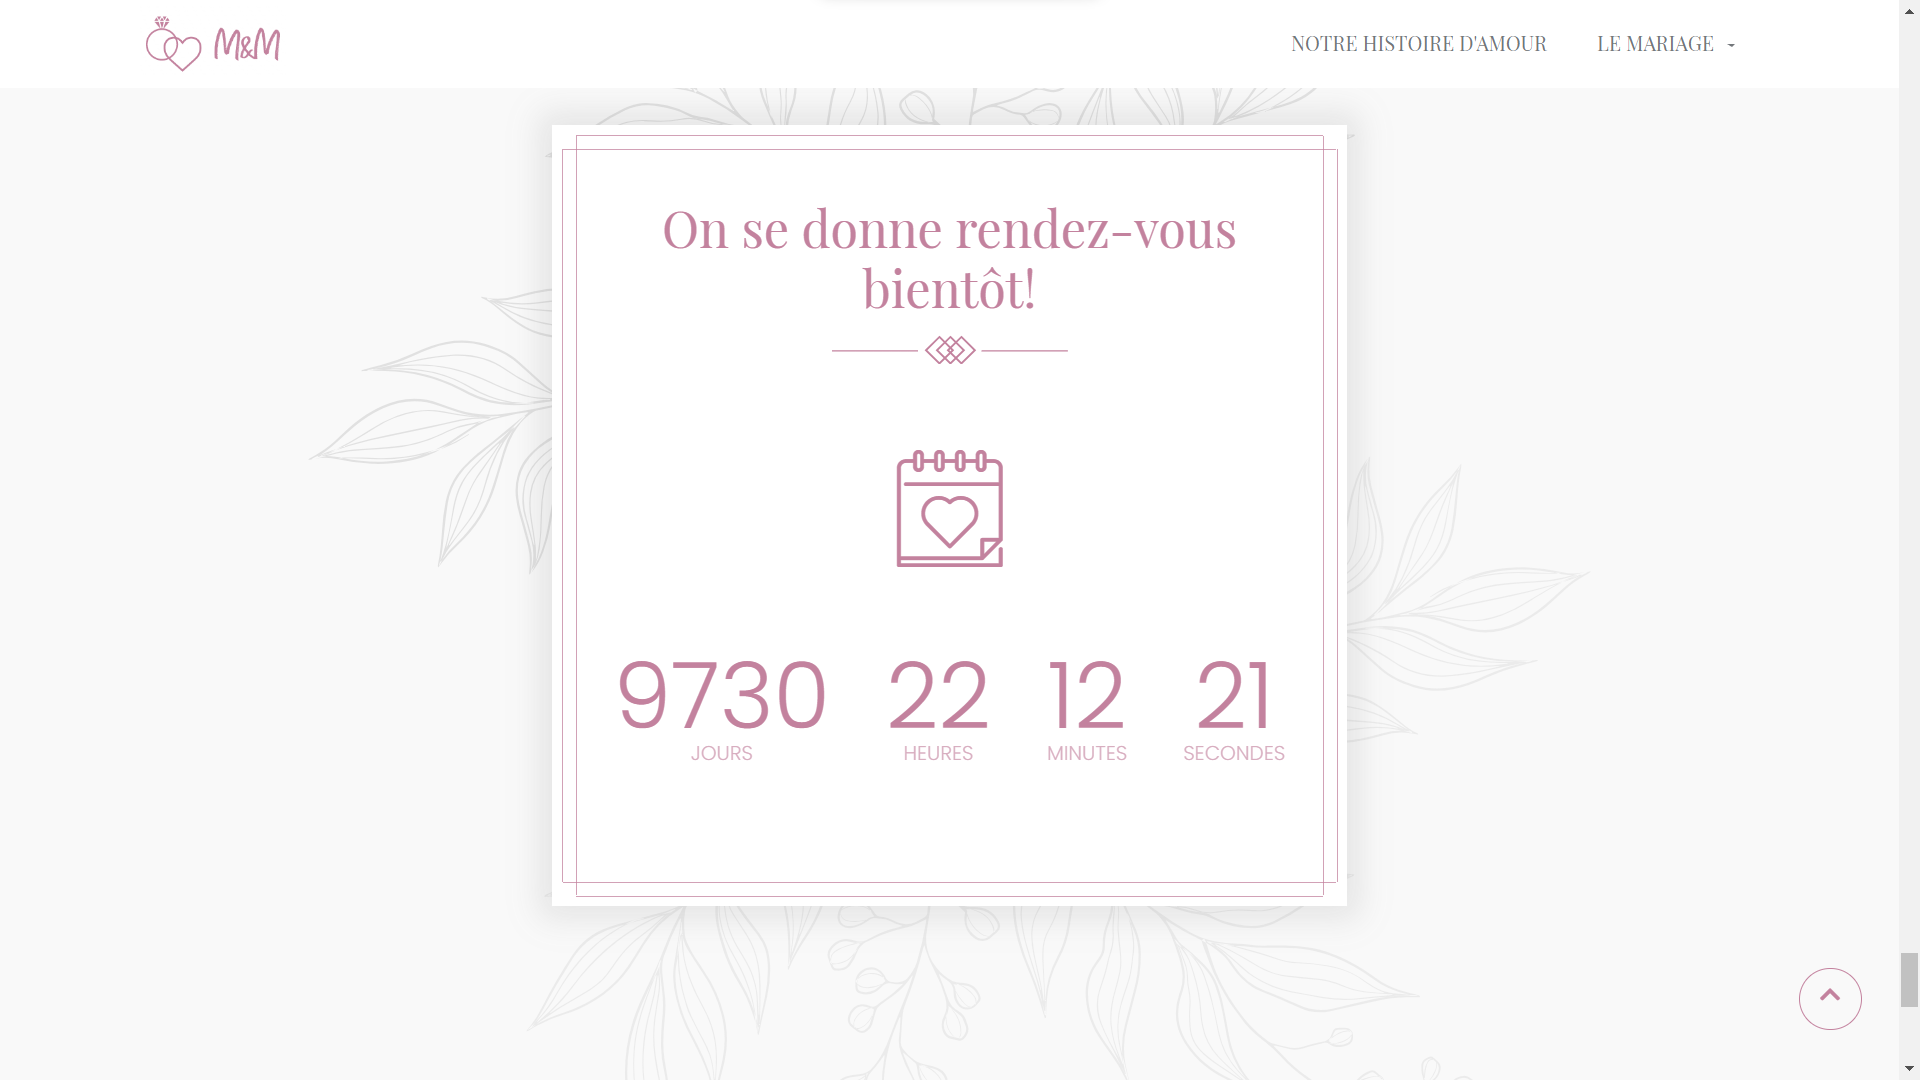 M&M
NOTRE HISTOIRE D'AMOUR
LE MARIAGE
On se donne rendez-vous
bientôt!
9730 22 12 21
JOURS HEURES MINUTES SECONDES